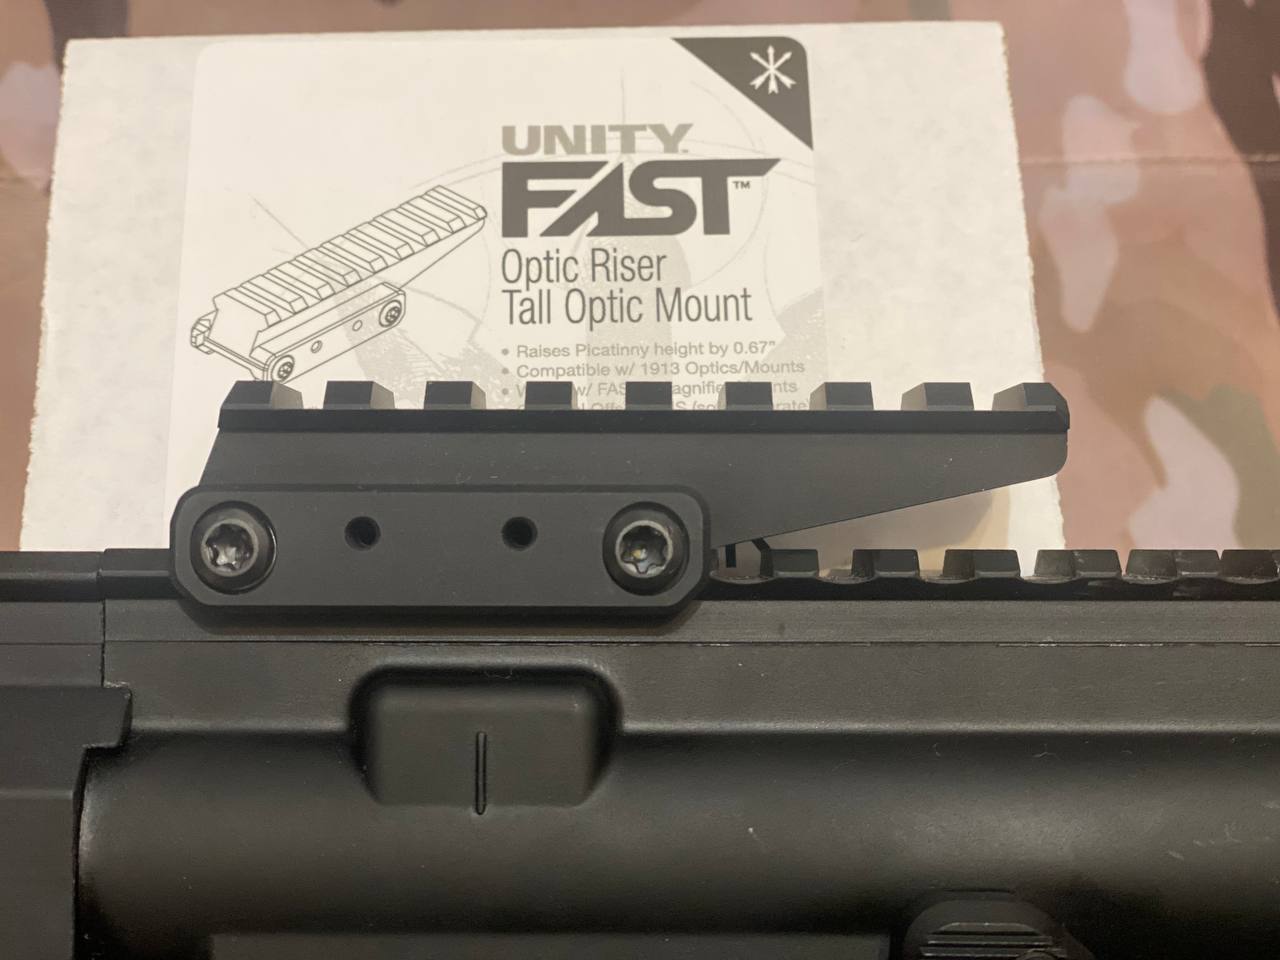 UNITY
FAST™
Optic Riser
Tall Optic Mount
• Raises Picatinny height by 0.67"
• Compatible w/ 1913 Optics/Mounts